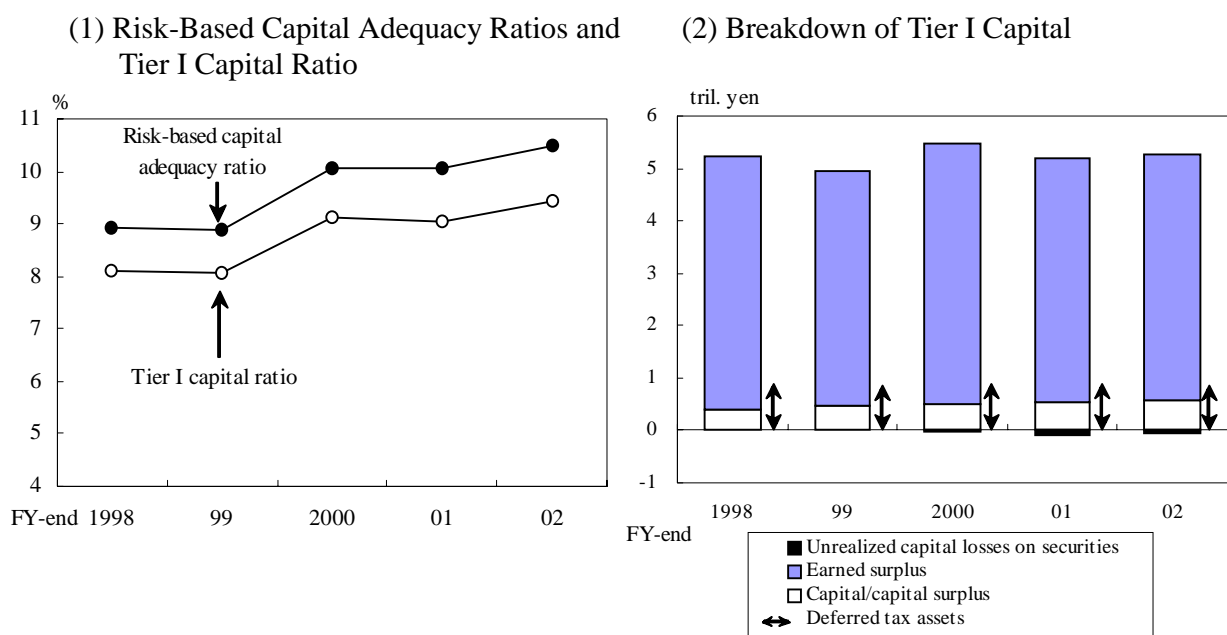 (1) Risk-Based Capital Adequacy Ratios and
Tier I Capital Ratio
%
11
10
9
8
7
6
5
4
Risk-based capital
adequacy ratio
Tier I capital ratio
FY-end 1998 99 2000 01 02
(2) Breakdown of Tier I Capital
tril. yen
6
5
4
3
2
1
0
-1
1998 99 2000 01 02
FY-end
Unrealized capital losses on securities
Earned surplus
Capital/capital surplus
Deferred tax assets